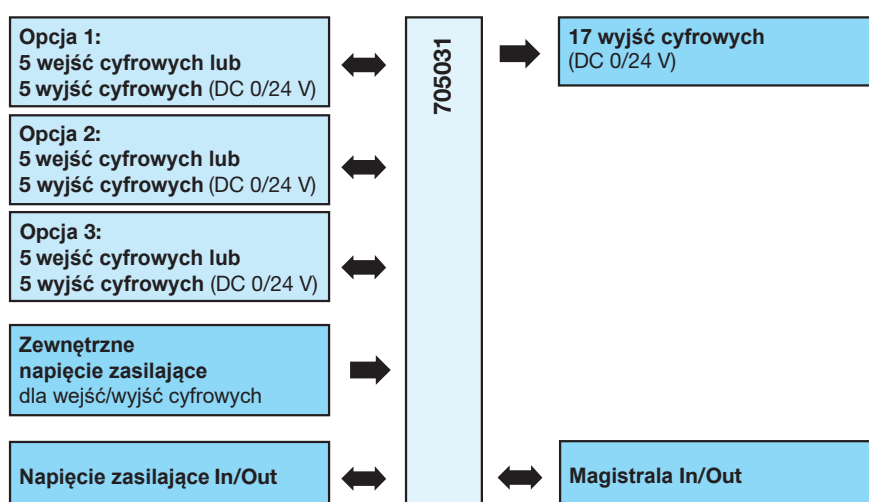 Opcja 1:
5 wejść cyfrowych lub
5 wyjść cyfrowych (DC 0/24 V)
Opcja 2:
5 wejść cyfrowych lub
5 wyjść cyfrowych (DC 0/24 V)
Opcja 3:
5 wejść cyfrowych lub
5 wyjść cyfrowych (DC 0/24 V)
Zewnętrzne
napięcie zasilające
dla wejść/wyjść cyfrowych
Napięcie zasilające In/Out
705031
17 wyjść cyfrowych
(DC 0/24 V)
Magistrala In/Out